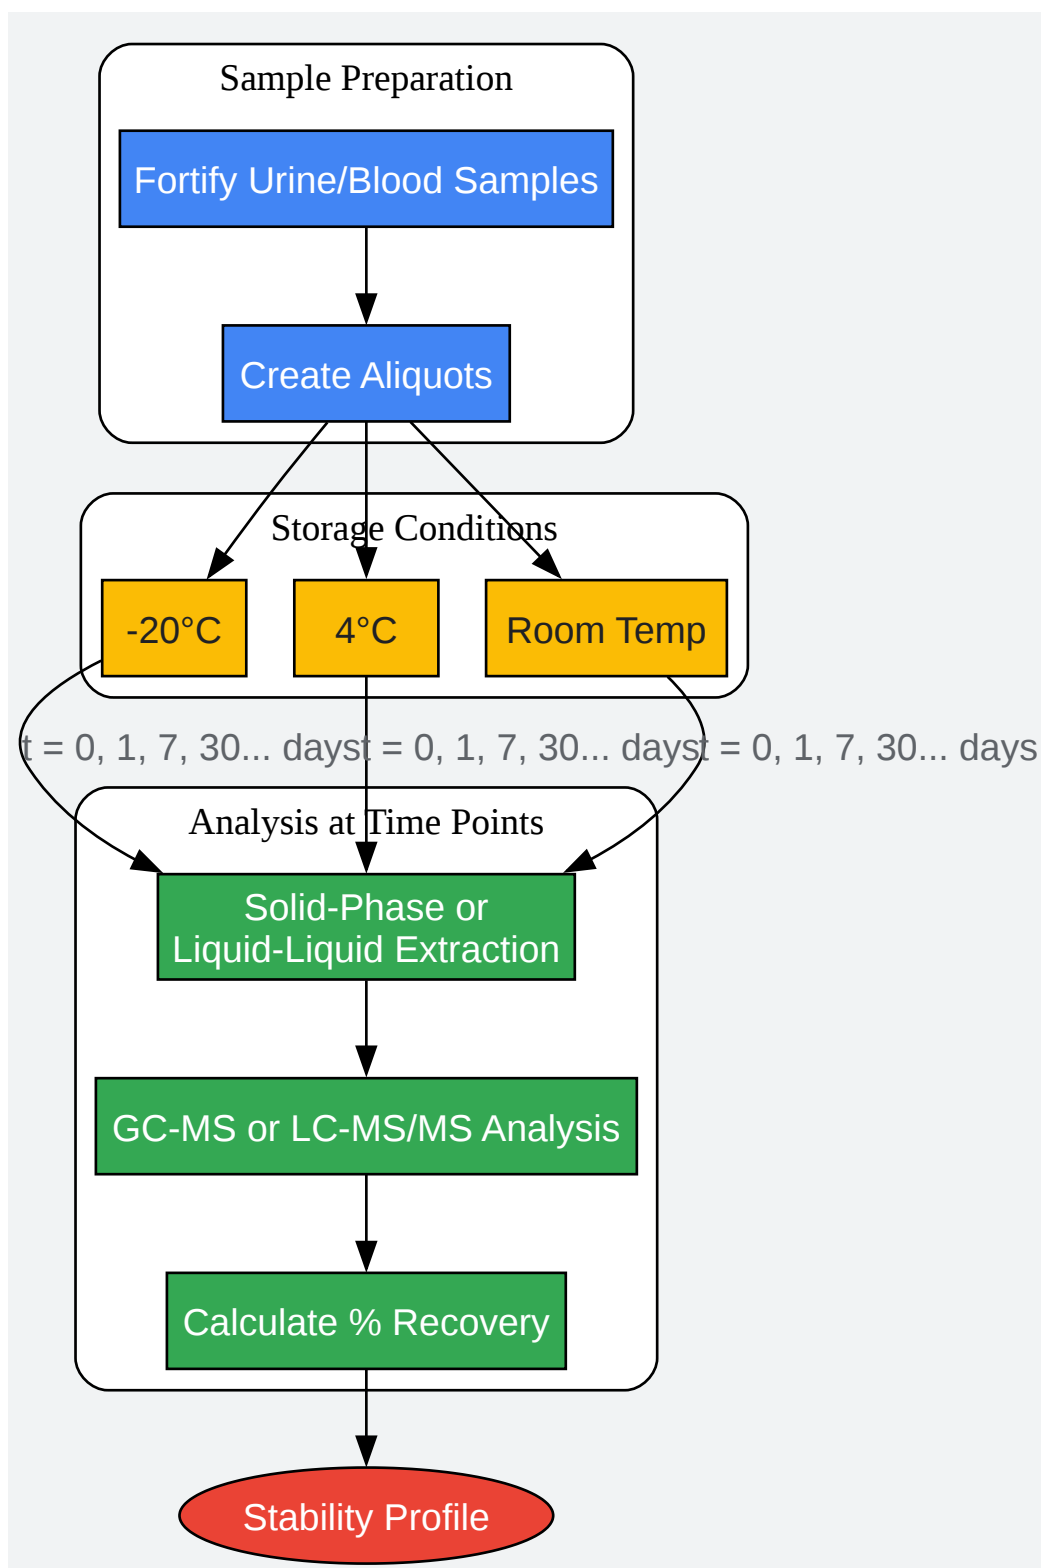 Sample Preparation
Fortify Urine/Blood Samples
Create Aliquots
Storage Conditions
-20°C
4°C
Room Temp
t = 0, 1, 7, 30... days
t = 0, 1, 7, 30... days
t = 0, 1, 7, 30... days
Analysis at Time Points
Solid-Phase or
Liquid-Liquid Extraction
GC-MS or LC-MS/MS Analysis
Calculate % Recovery
Stability Profile